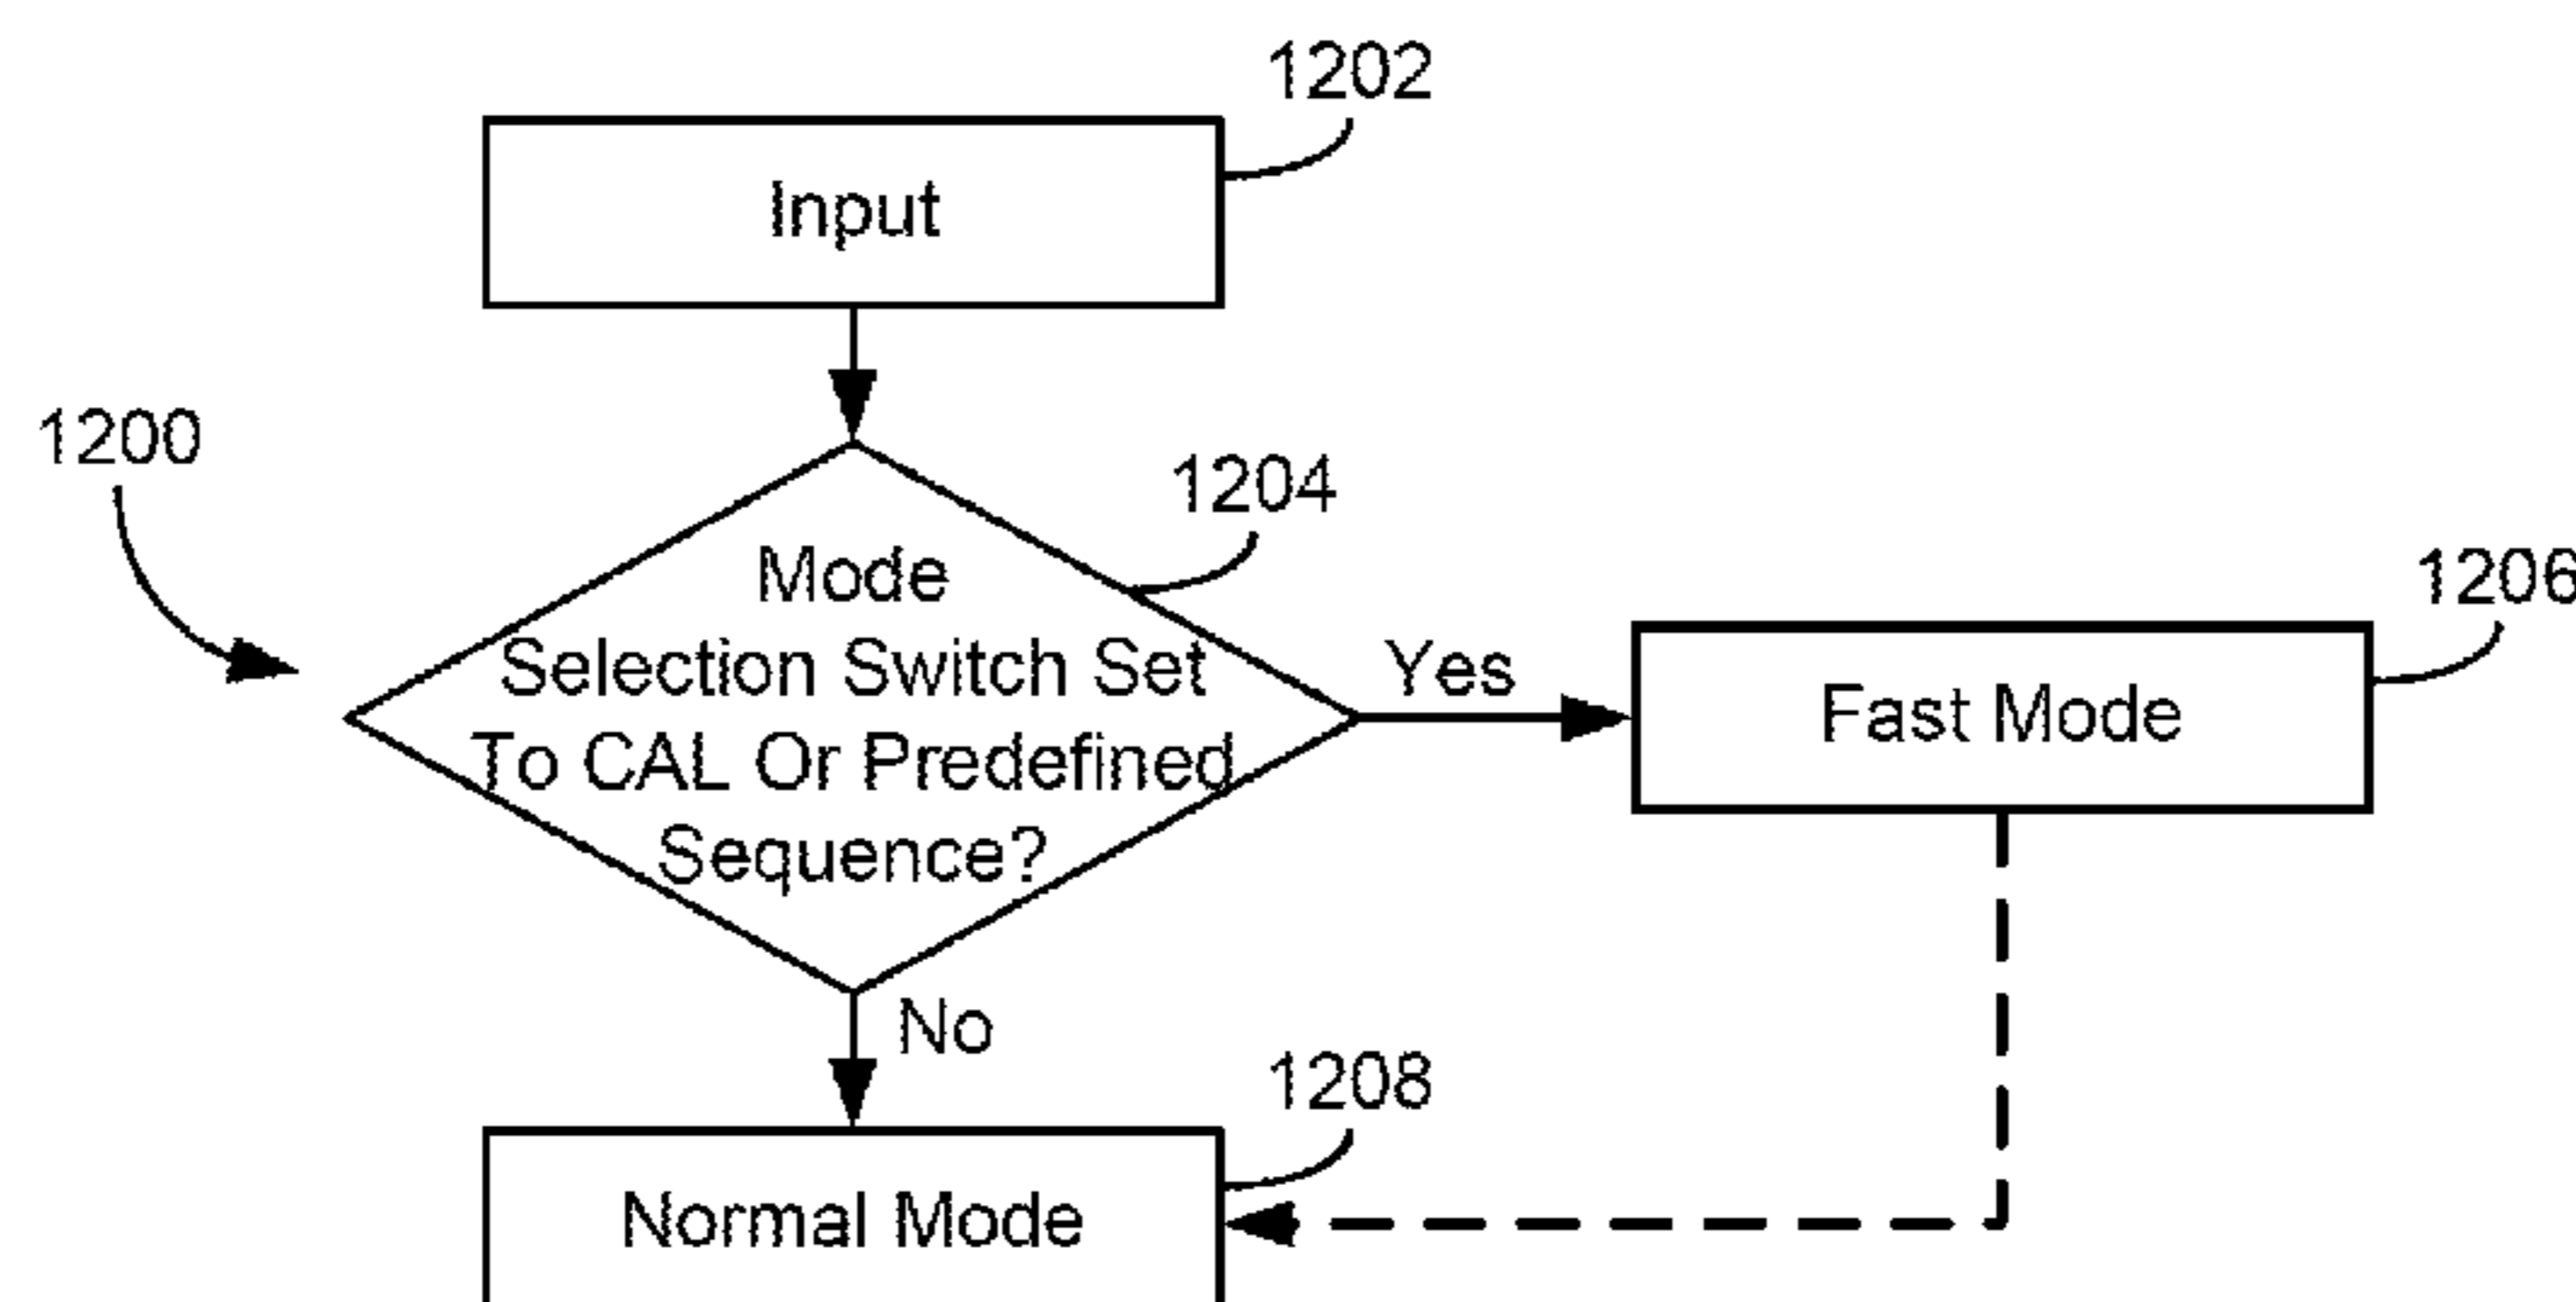 1202
Input
1200
1204
Mode
Selection Switch Set
To CAL Or Predefined
Sequence?
Yes
1206
Fast Mode
No
1208
Normal Mode